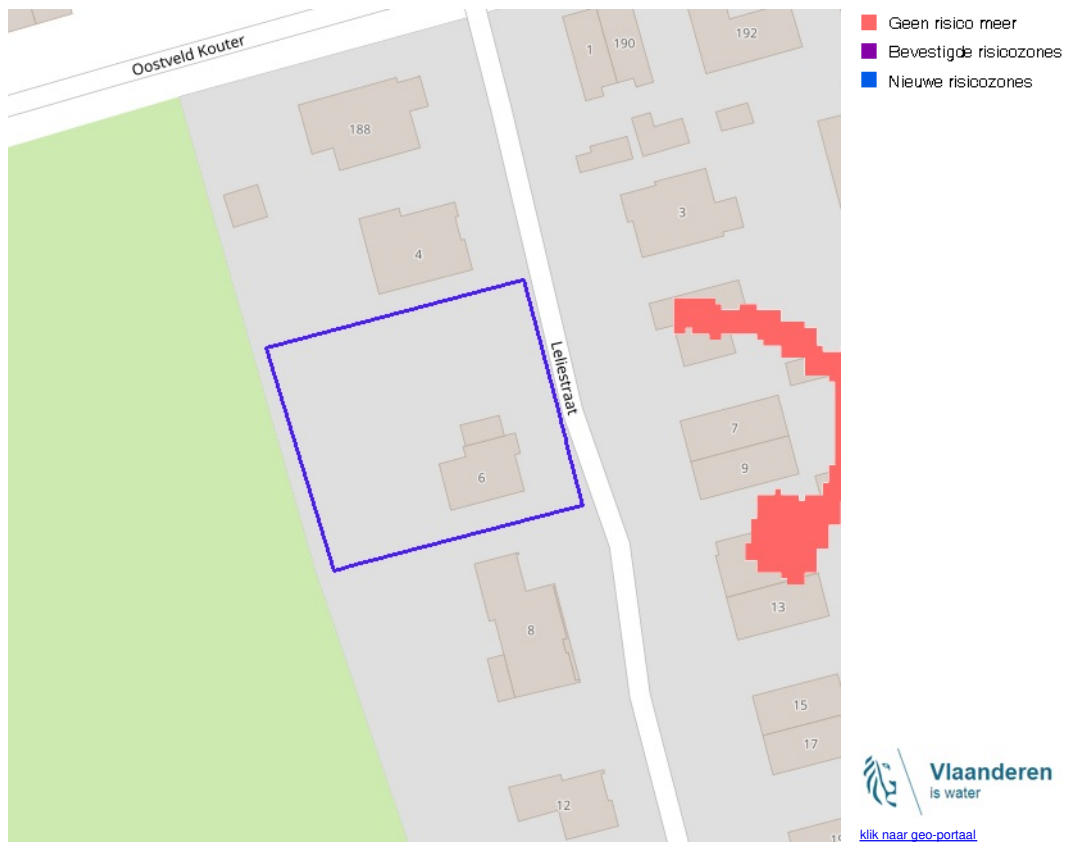 Oostveld Kouter
188
4
1
190
192
3
Leliestraat
7
9
6
8
13
15
17
12
Geen risico meer
Bevestigde risicozones
Nieuwe risicozones
Vlaanderen
is water
klik naar geo-portaal